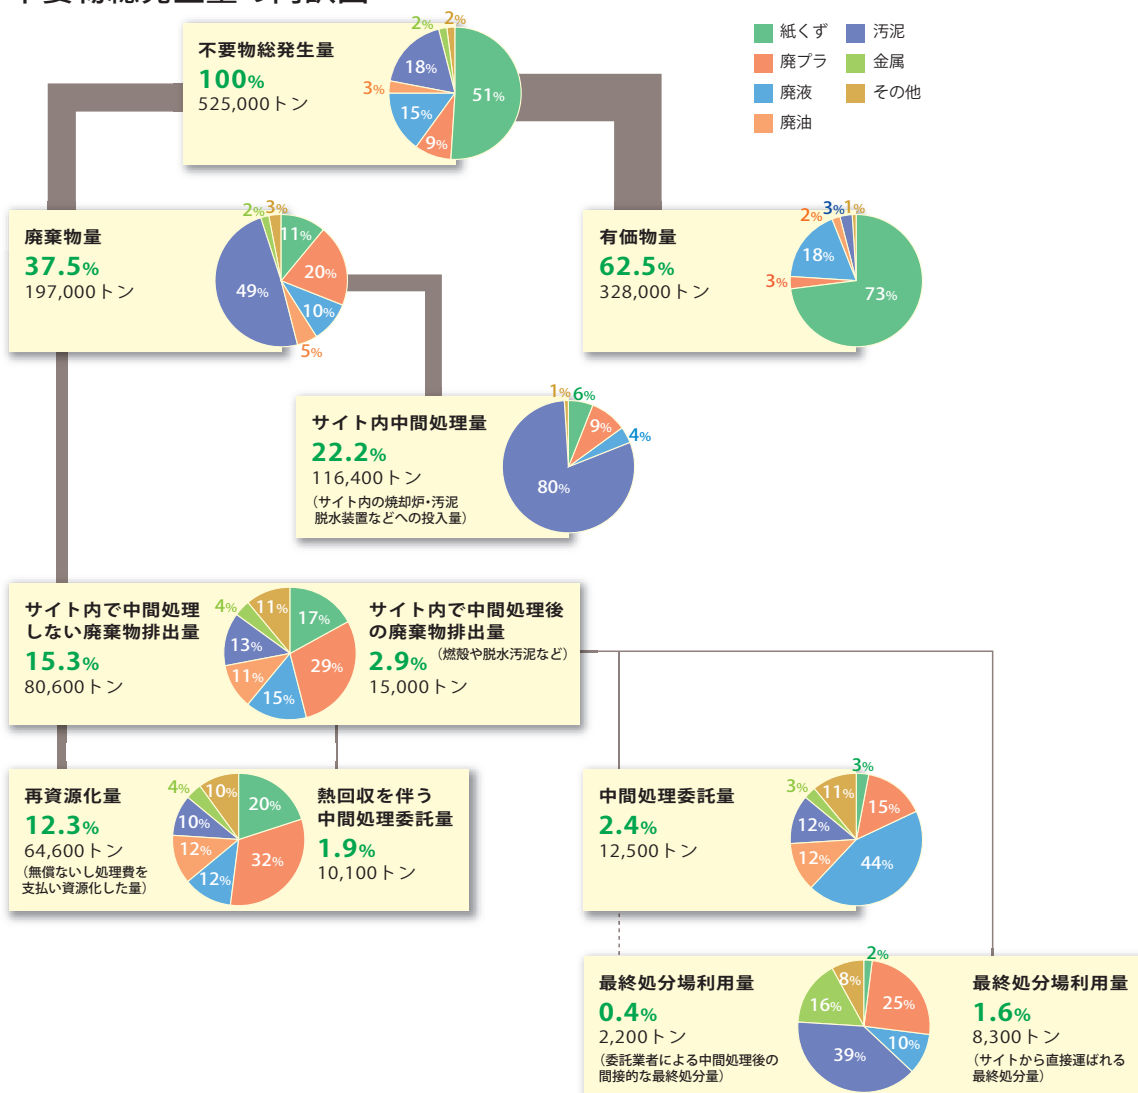 紙くず
汚泥
廃プラ
金属
廃液
その他
廃油
不要物総発生量
100%
525,000トン
2%
2%
18%
3%
15%
9%
51%
廃棄物量
37.5%
197,000トン
2%
3%
11%
20%
49%
10%
5%
有価物量
62.5%
328,000トン
2%
3%
1%
18%
3%
73%
サイト内中間処理量
22.2%
116,400トン
(サイト内の焼却炉・汚泥
脱水装置などへの投入量)
1%
6%
9%
4%
80%
サイト内で中間処理
しない廃棄物排出量
15.3%
80,600トン
4%
11%
17%
13%
29%
11%
15%
サイト内で中間処理後
の廃棄物排出量
2.9%
(燃殻や脱水汚泥など)
15,000トン
再資源化量
12.3%
64,600トン
(無償ないし処理費を
支払い資源化した量)
4%
10%
20%
10%
12%
32%
12%
熱回収を伴う
中間処理委託量
1.9%
10,100トン
中間処理委託量
2.4%
12,500トン
3%
3%
11%
15%
12%
12%
44%
最終処分場利用量
0.4%
2,200トン
(委託業者による中間処理後の
間接的な最終処分量)
2%
8%
16%
25%
10%
39%
最終処分場利用量
1.6%
8,300トン
(サイトから直接運ばれる
最終処分量)